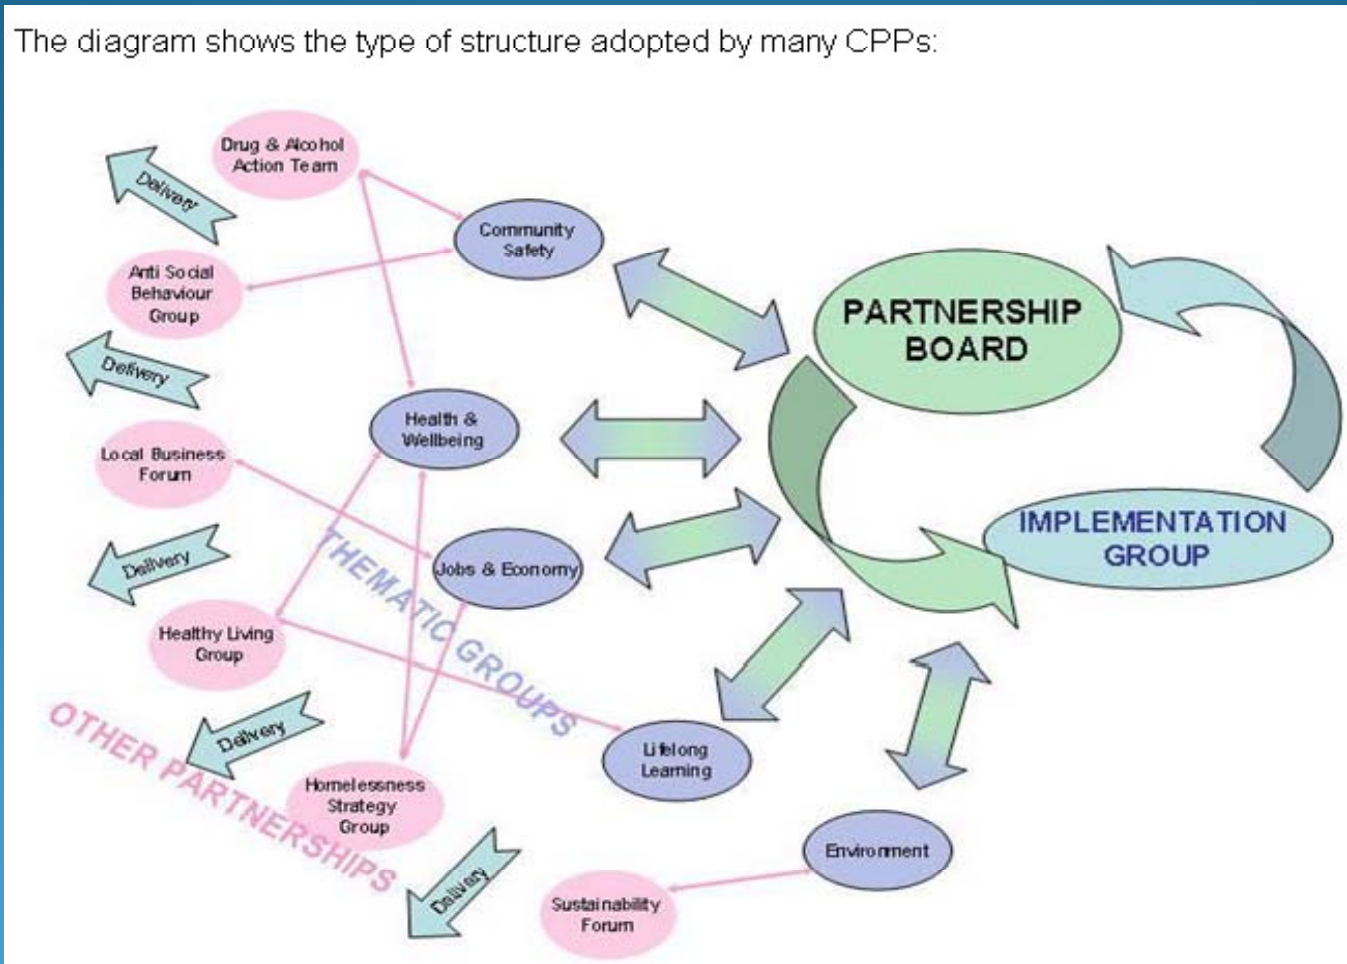 The diagram shows the type of structure adopted by many CPPs:
Drug & Alcohol
Action Team
Delivery
Community
Safety
Anti Social
Behaviour
Group
PARTNERSHIP
BOARD
Delivery
Health &
Wellbeing
Local Business
Forum
IMPLEMENTATION
GROUP
Delivery
Jobs & Economy
THEMATIC GROUPS
Healthy Living
Group
Delivery
OTHER PARTNERSHIPS
Lifelong
Learning
Homelessness
Strategy
Group
Environment
Delivery
Sustainability
Forum